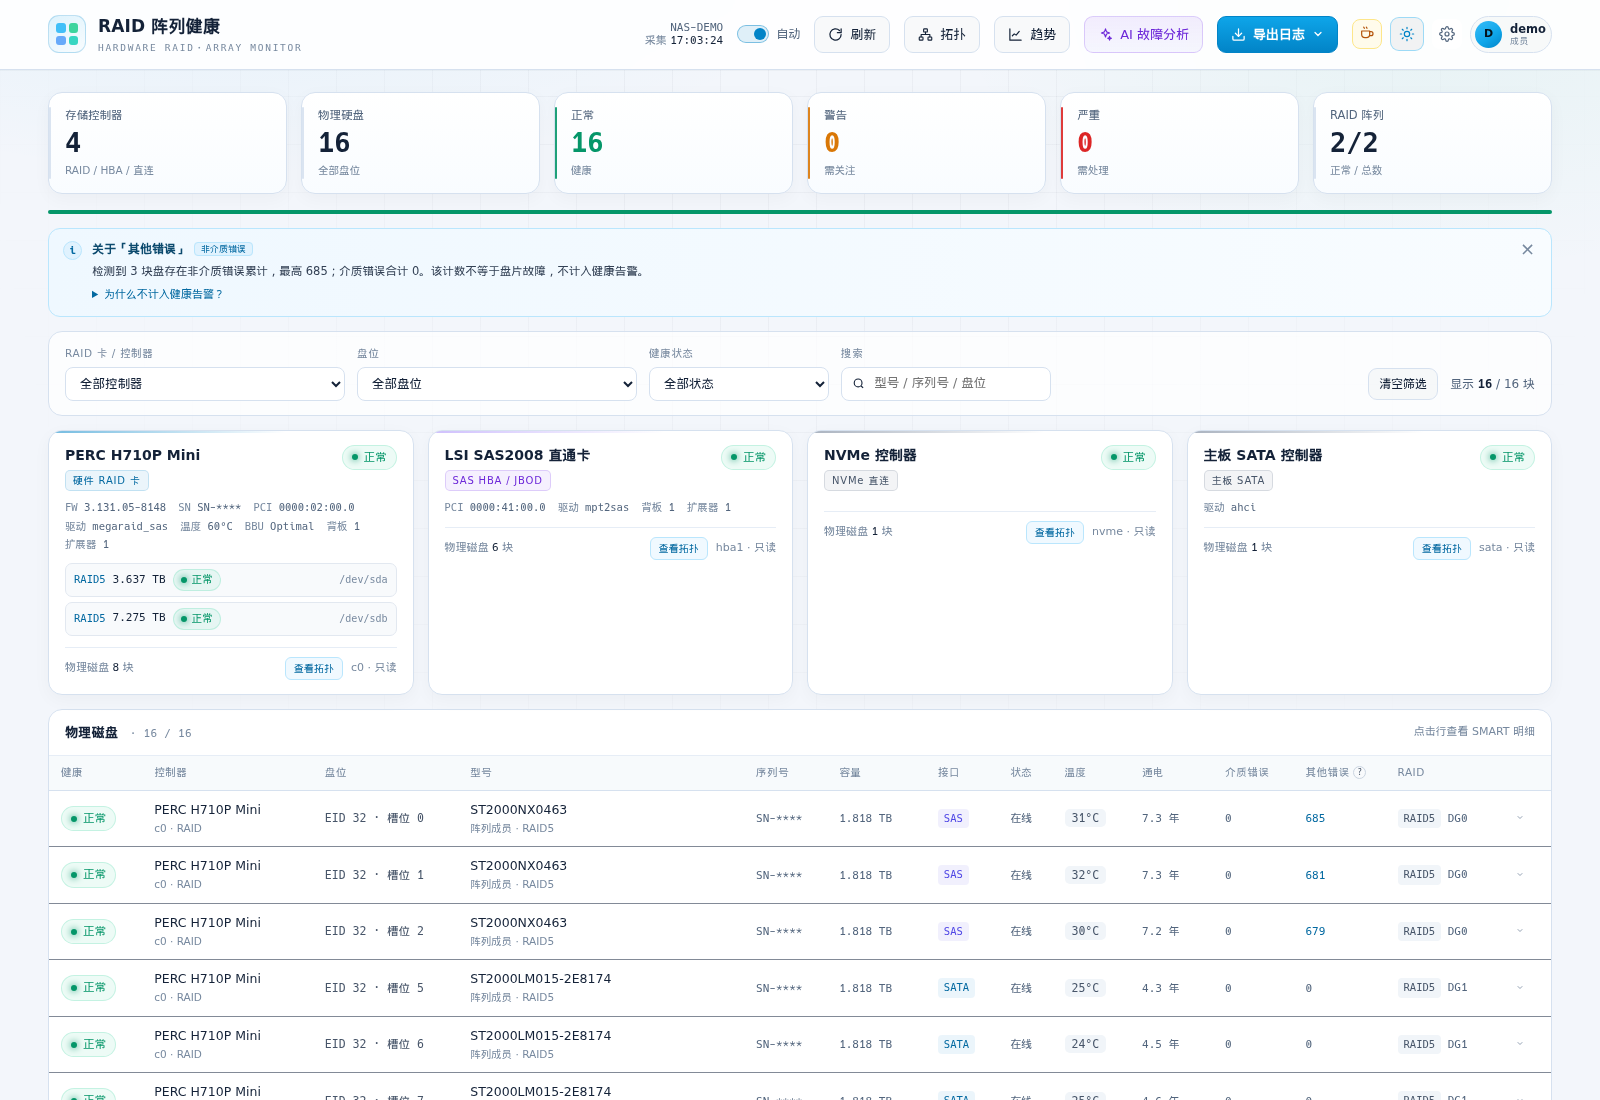 RAID 阵列健康
HARDWARE RAID · ARRAY MONITOR
NAS-DEMO
采集 17:03:24
自动
刷新
拓扑
趋势
AI 故障分析
导出日志
D
demo
成员
存储控制器
4
RAID / HBA / 直连
物理硬盘
16
全部盘位
正常
16
健康
警告
0
需关注
严重
0
需处理
RAID 阵列
2/2
正常 / 总数
i 关于「其他错误」 非介质错误
检测到 3 块盘存在非介质错误累计，最高 685；介质错误合计 0。该计数不等于盘片故障，不计入健康告警。
为什么不计入健康告警？
RAID 卡 / 控制器
全部控制器
盘位
全部盘位
健康状态
全部状态
搜索
型号 / 序列号 / 盘位
清空筛选
显示 16 / 16 块
PERC H710P Mini 正常
硬件 RAID 卡
FW 3.131.05-8148 SN SN-**** PCI 0000:02:00.0
驱动 megaraid_sas 温度 60°C BBU Optimal 背板 1
扩展器 1
RAID5 3.637 TB 正常 /dev/sda
RAID5 7.275 TB 正常 /dev/sdb
物理磁盘 8 块 查看拓扑 c0 · 只读
LSI SAS2008 直通卡 正常
SAS HBA / JBOD
PCI 0000:41:00.0 驱动 mpt2sas 背板 1 扩展器 1
物理磁盘 6 块 查看拓扑 hba1 · 只读
NVMe 控制器 正常
NVMe 直连
物理磁盘 1 块 查看拓扑 nvme · 只读
主板 SATA 控制器 正常
主板 SATA
驱动 ahci
物理磁盘 1 块 查看拓扑 sata · 只读
物理磁盘 · 16 / 16 点击行查看 SMART 明细
健康 控制器 盘位 型号 序列号 容量 接口 状态 温度 通电 介质错误 其他错误 ? RAID
正常 PERC H710P Mini EID 32 · 槽位 0 ST2000NX0463 SN-**** 1.818 TB SAS 在线 31°C 7.3 年 0 685 RAID5 DG0
c0 · RAID 阵列成员 · RAID5
正常 PERC H710P Mini EID 32 · 槽位 1 ST2000NX0463 SN-**** 1.818 TB SAS 在线 32°C 7.3 年 0 681 RAID5 DG0
c0 · RAID 阵列成员 · RAID5
正常 PERC H710P Mini EID 32 · 槽位 2 ST2000NX0463 SN-**** 1.818 TB SAS 在线 30°C 7.2 年 0 679 RAID5 DG0
c0 · RAID 阵列成员 · RAID5
正常 PERC H710P Mini EID 32 · 槽位 5 ST2000LM015-2E8174 SN-**** 1.818 TB SATA 在线 25°C 4.3 年 0 0 RAID5 DG1
c0 · RAID 阵列成员 · RAID5
正常 PERC H710P Mini EID 32 · 槽位 6 ST2000LM015-2E8174 SN-**** 1.818 TB SATA 在线 24°C 4.5 年 0 0 RAID5 DG1
c0 · RAID 阵列成员 · RAID5
正常 PERC H710P Mini EID 32 · 槽位 7 ST2000LM015-2E8174 SN-**** 1.818 TB SATA 在线 25°C 4.6 年 0 0 RAID5 DG1